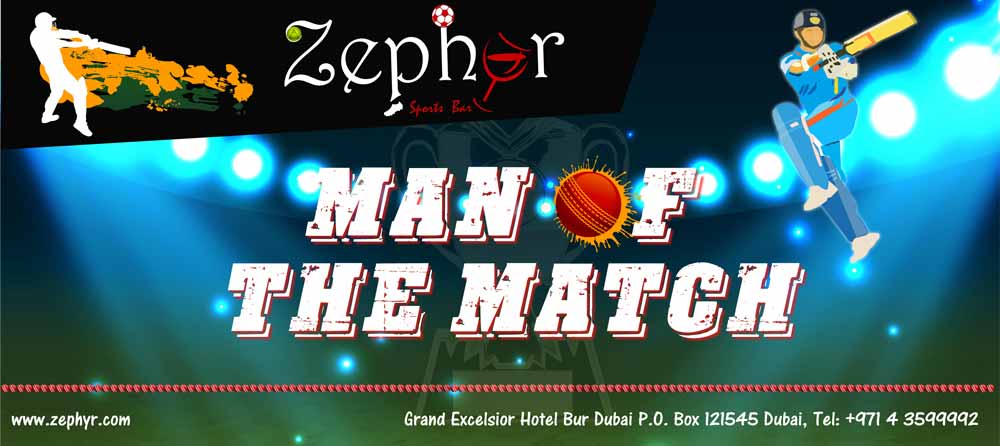 Zephyr
Sports Bar
MAN OF
THE MATCH
www.zephyr.com
Grand Excelsior Hotel Bur Dubai P.O. Box 121545 Dubai, Tel: +971 4 3599992